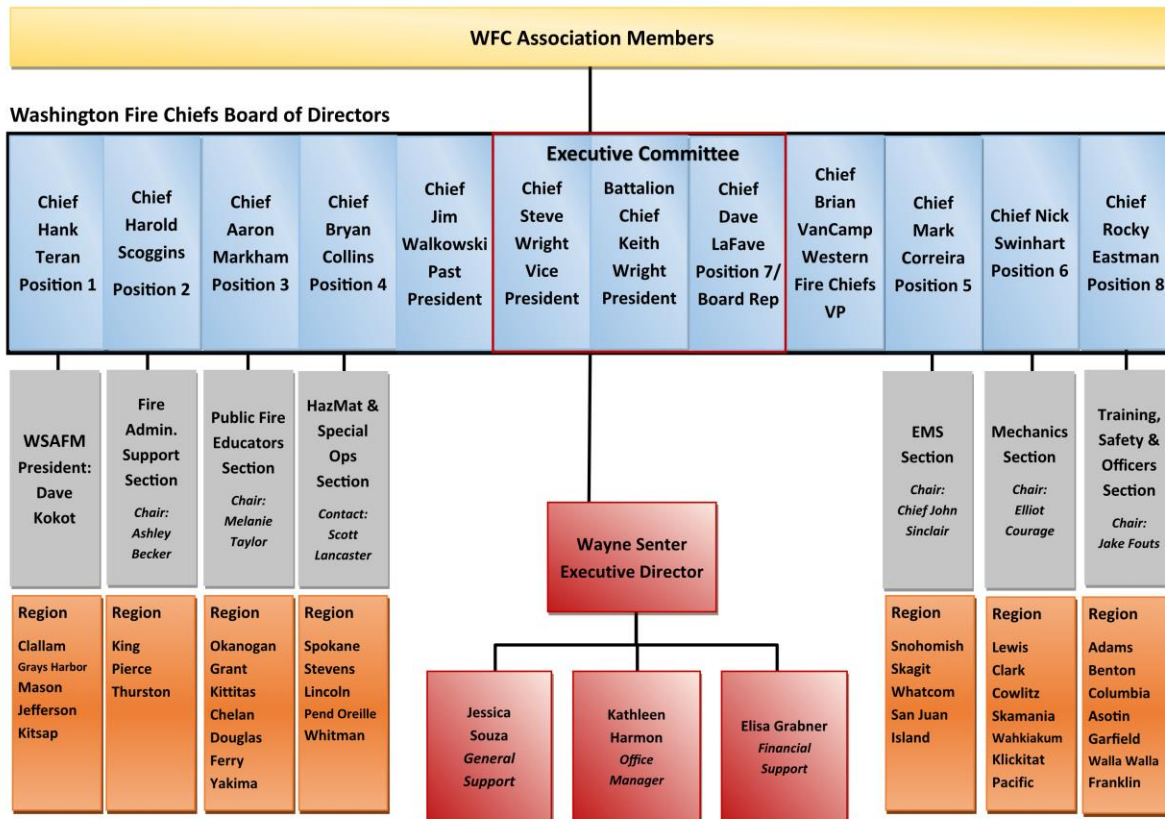 WFC Association Members
Washington Fire Chiefs Board of Directors
Chief
Hank
Teran
Position 1
Chief
Harold
Scoggins
Position 2
Chief
Aaron
Markham
Position 3
Chief
Bryan
Collins
Position 4
Chief
Jim
Walkowski
Past
President
Executive Committee
Chief
Steve
Wright
Vice
President
Battalion
Chief
Keith
Wright
President
Chief
Dave
LaFave
Position 7/
Board Rep
Chief
Brian
VanCamp
Western
Fire Chiefs
VP
Chief
Mark
Correira
Position 5
Chief Nick
Swinhart
Position 6
Chief
Rocky
Eastman
Position 8
WSAFM
President:
Dave
Kokot
Fire
Admin.
Support
Section
Chair:
Ashley
Becker
Public Fire
Educators
Section
Chair:
Melanie
Taylor
HazMat &
Special
Ops
Section
Contact:
Scott
Lancaster
EMS
Section
Chair:
Chief John
Sinclair
Mechanics
Section
Chair:
Elliot
Courage
Training,
Safety &
Officers
Section
Chair:
Jake Fouts
Wayne Senter
Executive Director
Jessica
Souza
General
Support
Kathleen
Harmon
Office
Manager
Elisa Grabner
Financial
Support
Region
Clallam
Grays Harbor
Mason
Jefferson
Kitsap
Region
King
Pierce
Thurston
Region
Okanogan
Grant
Kittitas
Chelan
Douglas
Ferry
Yakima
Region
Spokane
Stevens
Lincoln
Pend Oreille
Whitman
Region
Snohomish
Skagit
Whatcom
San Juan
Island
Region
Lewis
Clark
Cowlitz
Skamania
Wahkiakum
Klickitat
Pacific
Region
Adams
Benton
Columbia
Asotin
Garfield
Walla Walla
Franklin